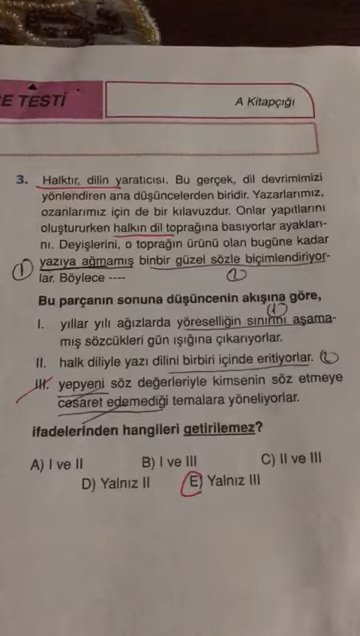 E TESTİ
A Kitapçığı
3. Halktır, dilin yaratıcısı. Bu gerçek, dil devrimimizi
yönlendiren ana düşüncelerden biridir. Yazarlarımız,
ozanlarımız için de bir kılavuzdur. Onlar yapıtlarını
oluştururken halkın dil toprağına basıyorlar ayakları-
nı. Deyişlerini, o toprağın ürünü olan bugüne kadar
1 yazıya ağmamış binbir güzel sözle biçimlendiriyor-
lar. Böylece ----
2
Bu parçanın sonuna düşüncenin akışına göre,
I. yıllar yılı ağızlarda yöreselliğin sınırını aşama-
mış sözcükleri gün ışığına çıkarıyorlar.
1
II. halk diliyle yazı dilini birbiri içinde eritiyorlar.
III. yepyeni söz değerleriyle kimsenin söz etmeye
cesaret edemediği temalara yöneliyorlar.
ifadelerinden hangileri getirilemez?
A) I ve II B) I ve III C) II ve III
D) Yalnız II E) Yalnız III